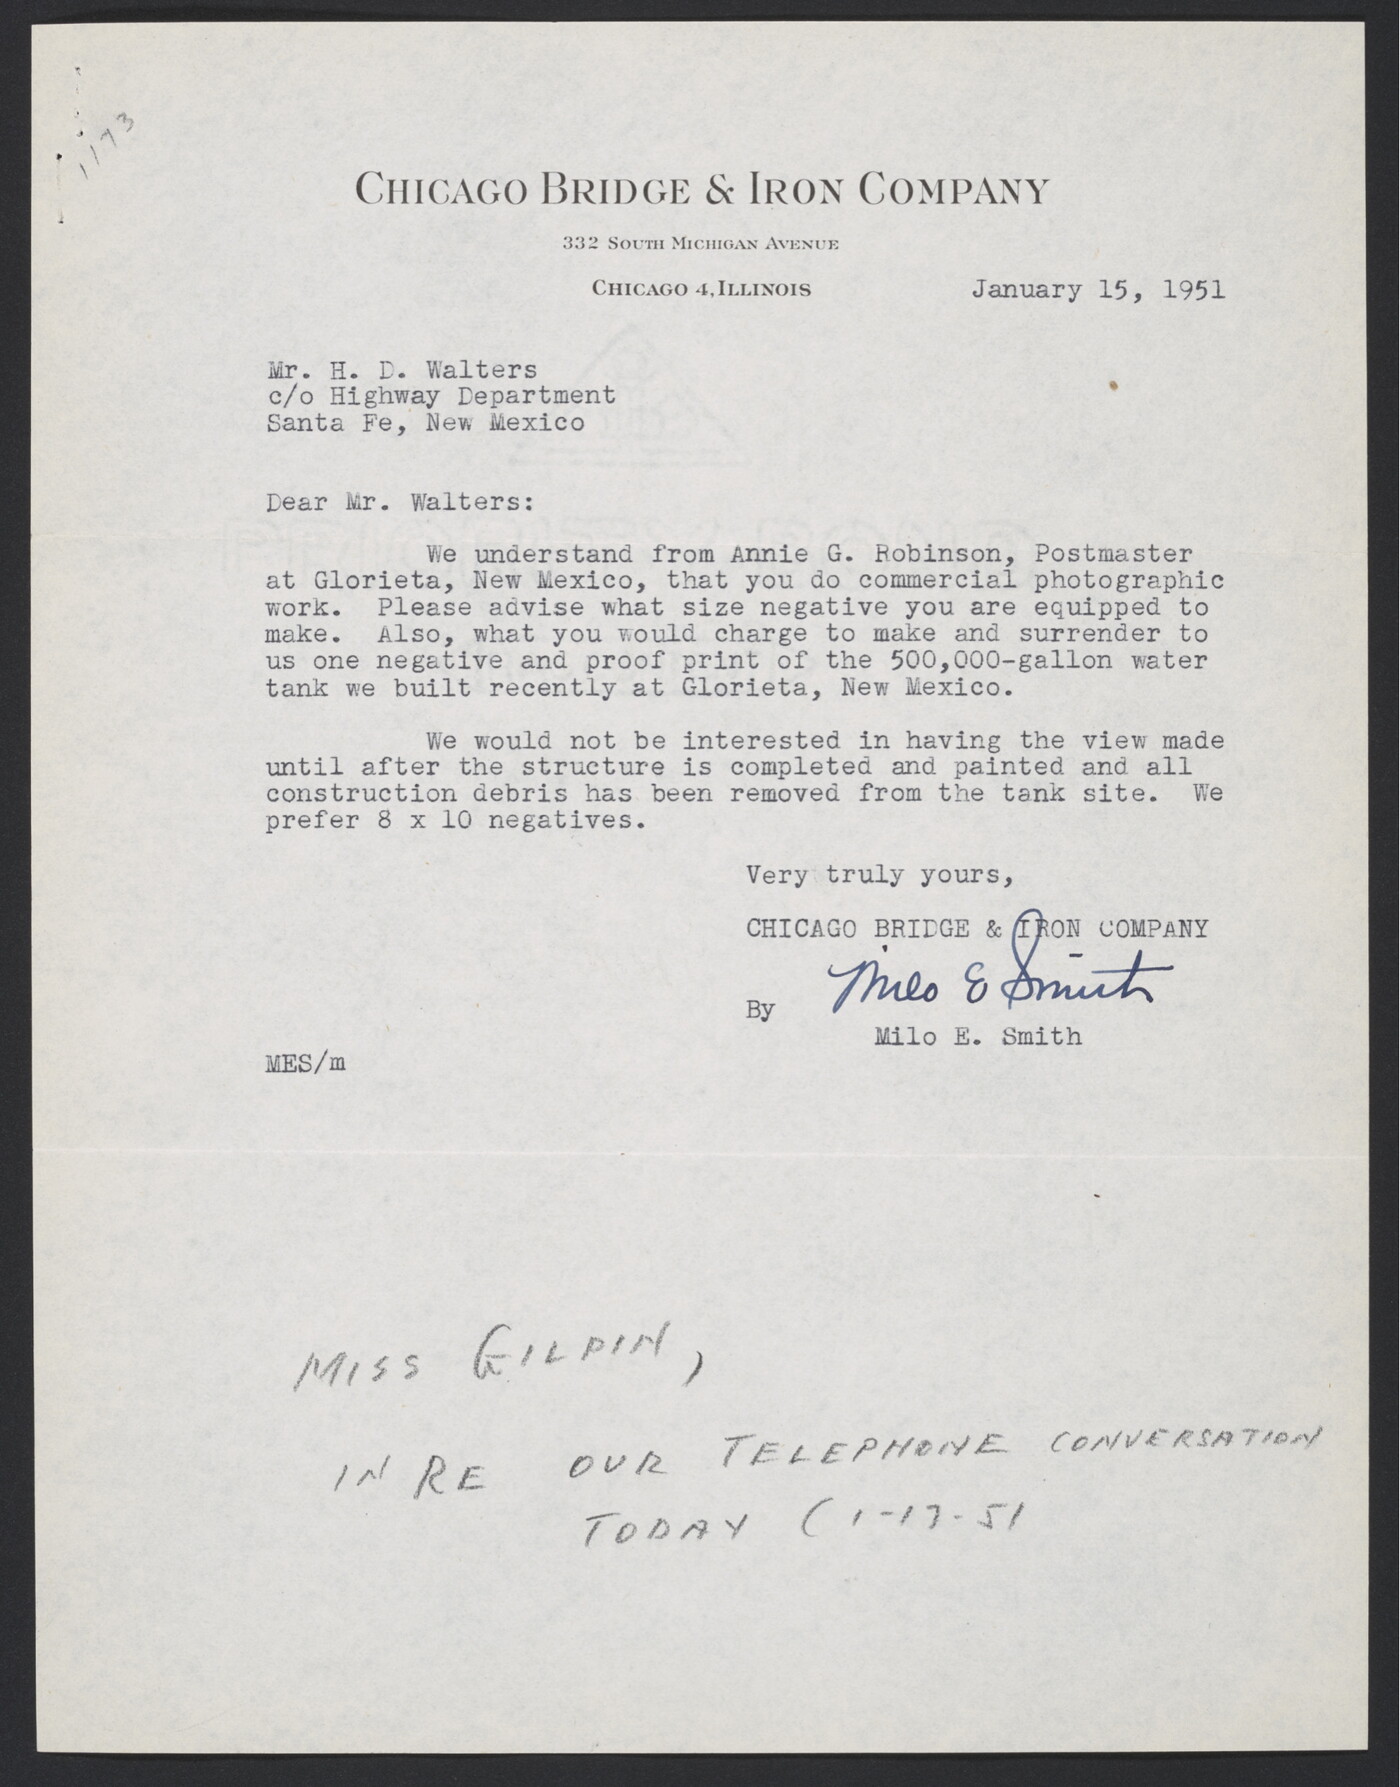 1173
CHICAGO BRIDGE & IRON COMPANY
332 SOUTH MICHIGAN AVENUE
CHICAGO 4, ILLINOIS
January 15, 1951
Mr. H. D. Walters
c/o Highway Department
Santa Fe, New Mexico
Dear Mr. Walters:
We understand from Annie G. Robinson, Postmaster
at Glorieta, New Mexico, that you do commercial photographic
work. Please advise what size negative you are equipped to
make. Also, what you would charge to make and surrender to
us one negative and proof print of the 500,000-gallon water
tank we built recently at Glorieta, New Mexico.
We would not be interested in having the view made
until after the structure is completed and painted and all
construction debris has been removed from the tank site. We
prefer 8 x 10 negatives.
Very truly yours,
CHICAGO BRIDGE & IRON COMPANY
Milo E Smith
By
Milo E. Smith
MES/m
MISS GILPIN,
IN RE OUR TELEPHONE CONVERSATION
TODAY (1-17-51